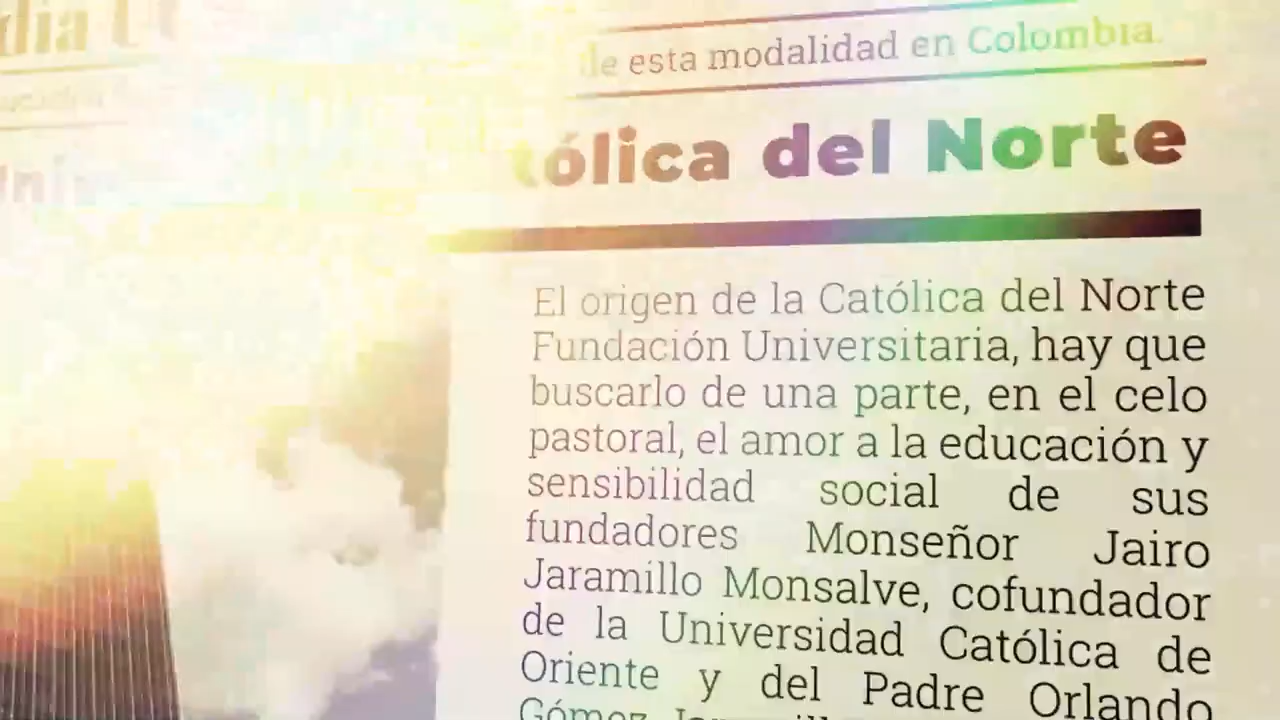 de esta modalidad en Colombia.
tólica del Norte
El origen de la Católica del Norte
Fundación Universitaria, hay que
buscarlo de una parte, en el celo
pastoral, el amor a la educación y
sensibilidad social de sus
fundadores Monseñor Jairo
Jaramillo Monsalve, cofundador
de la Universidad Católica de
Oriente y del Padre Orlando
Gómez